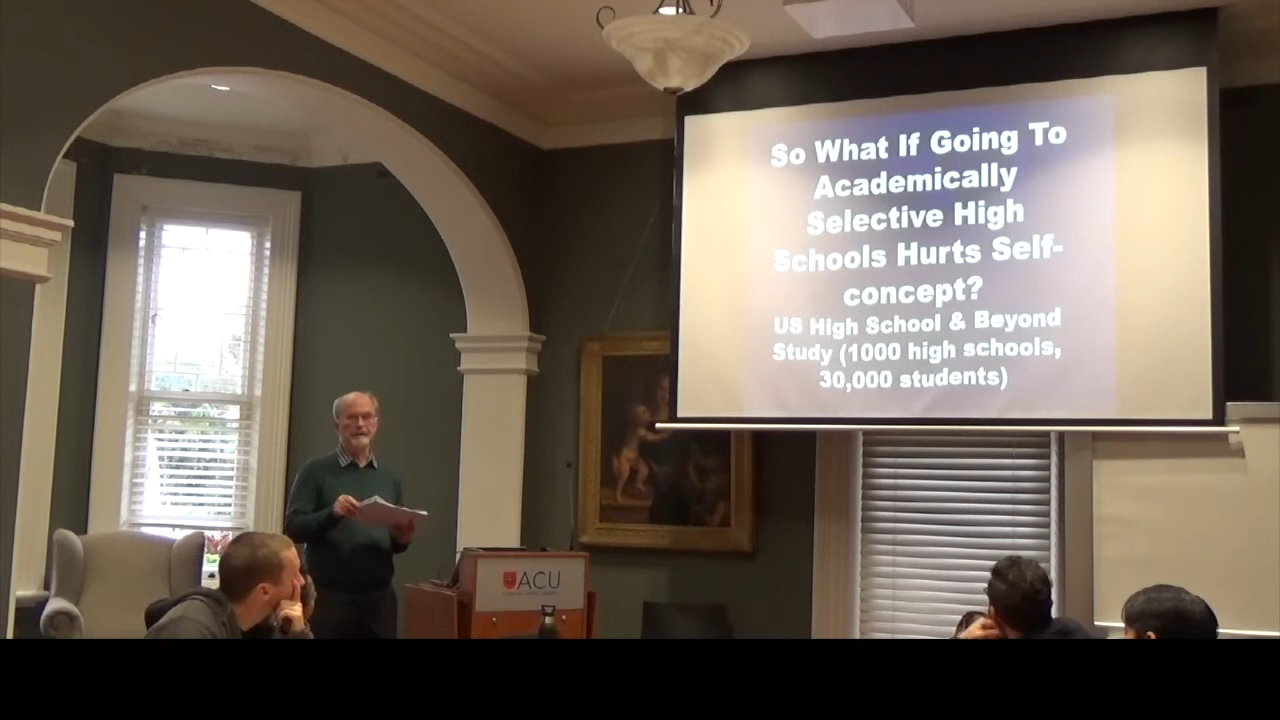 So What If Going To
Academically
Selective High
Schools Hurts Self-
concept?
US High School & Beyond
Study (1000 high schools,
30,000 students)
ACU